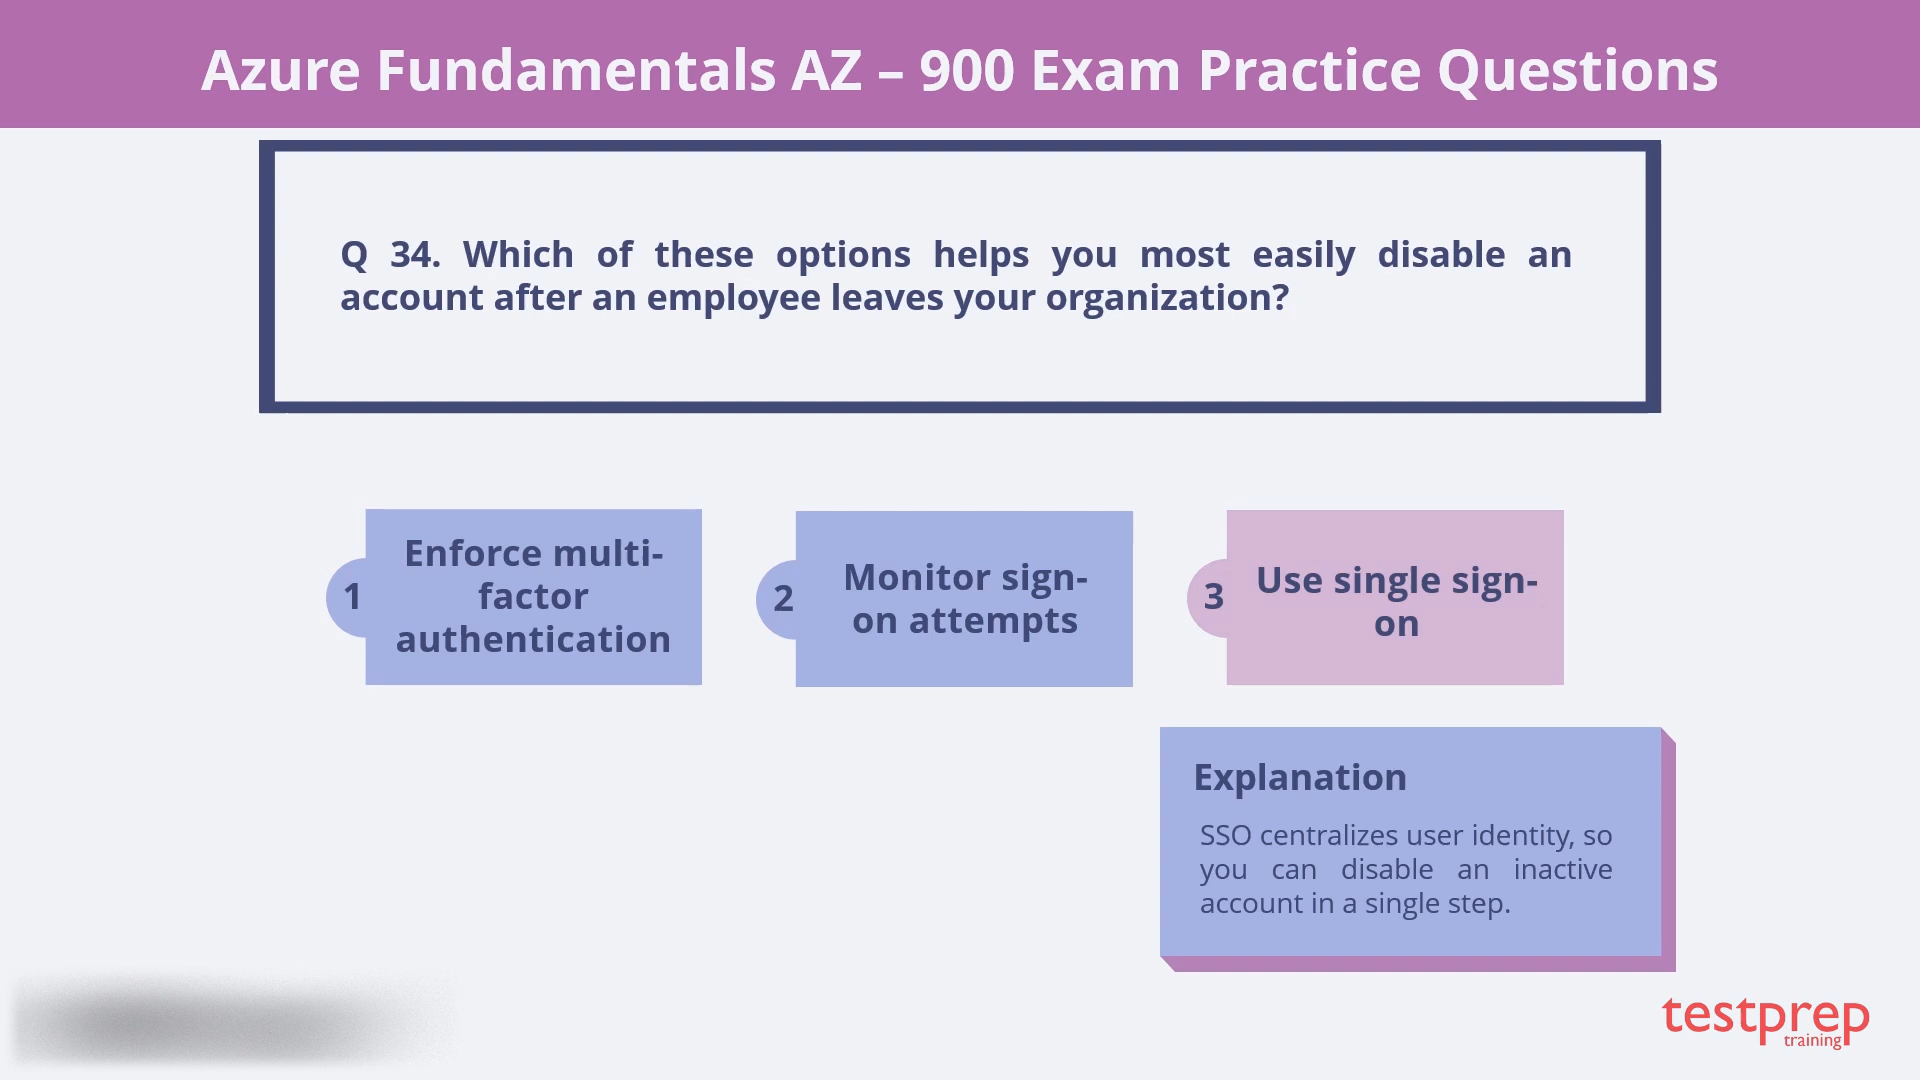 Azure Fundamentals AZ – 900 Exam Practice Questions
Q 34. Which of these options helps you most easily disable an
account after an employee leaves your organization?
1
Enforce multi-
factor
authentication
2
Monitor sign-
on attempts
3
Use single sign-
on
Explanation
SSO centralizes user identity, so
you can disable an inactive
account in a single step.
testprep
training